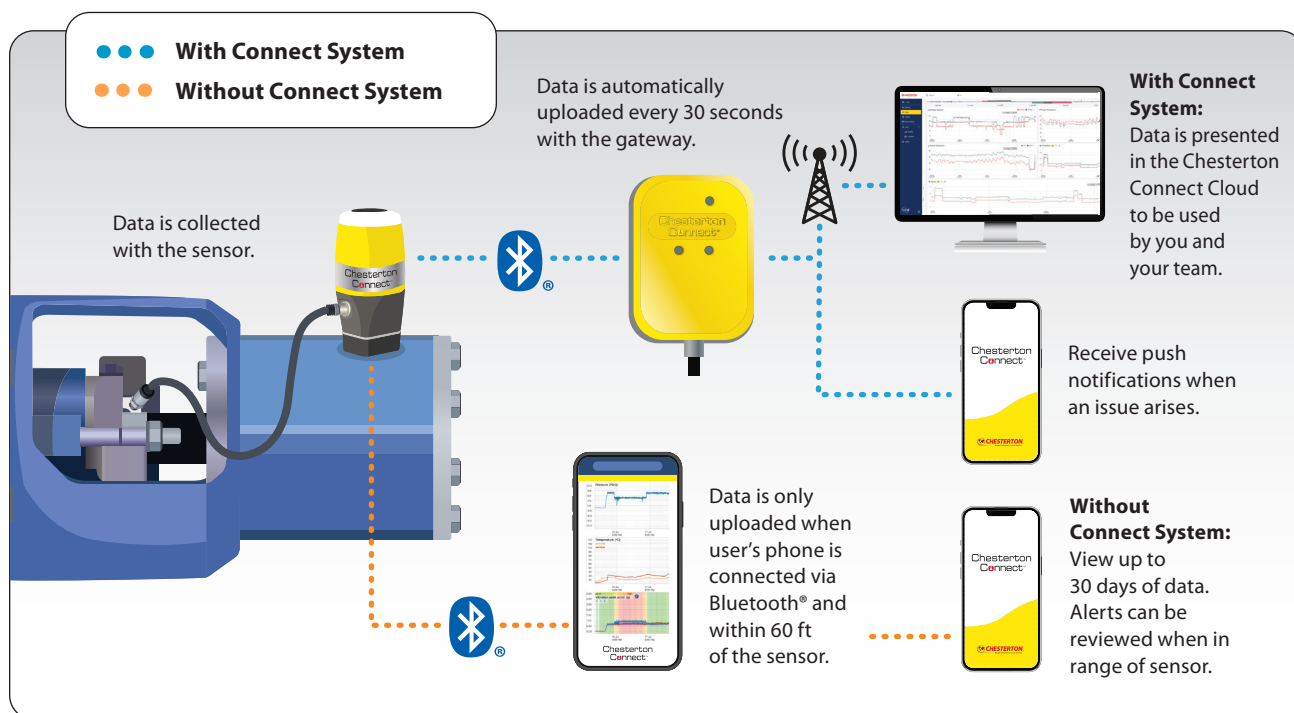 With Connect System
Without Connect System
Data is automatically
uploaded every 30 seconds
with the gateway.
With Connect
System:
Data is presented
in the Chesterton
Connect Cloud
to be used
by you and
your team.
Data is collected
with the sensor.
Chesterton
Connect
®
Chesterton
Connect
Chesterton
Connect
CHESTERTON
Receive push
notifications when
an issue arises.
Pressure (PSIG)
Temperature (°C)
Chesterton
Connect
®
Data is only
uploaded when
user's phone is
connected via
Bluetooth® and
within 60 ft
of the sensor.
Chesterton
Connect
CHESTERTON
Without
Connect System:
View up to
30 days of data.
Alerts can be
reviewed when in
range of sensor.